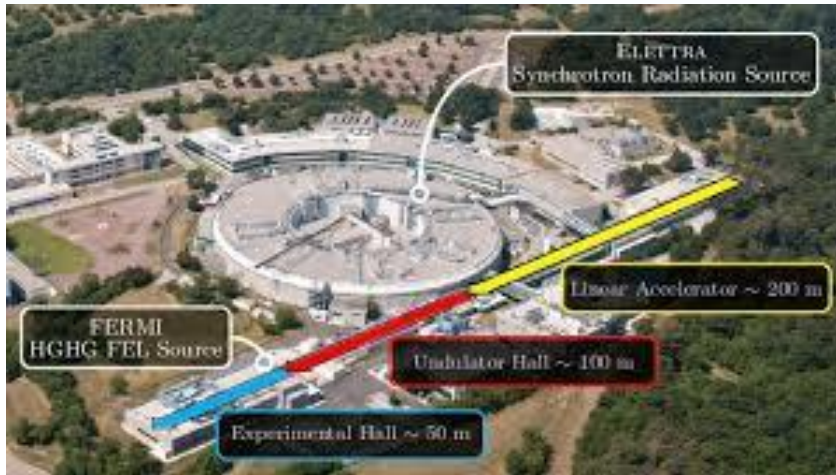 ELETTRA
Synchrotron Radiation Source
Linear Accelerator ~ 200 m
FERMI
HGHG FEL Source
Undulator Hall ~ 100 m
Experimental Hall ~ 50 m